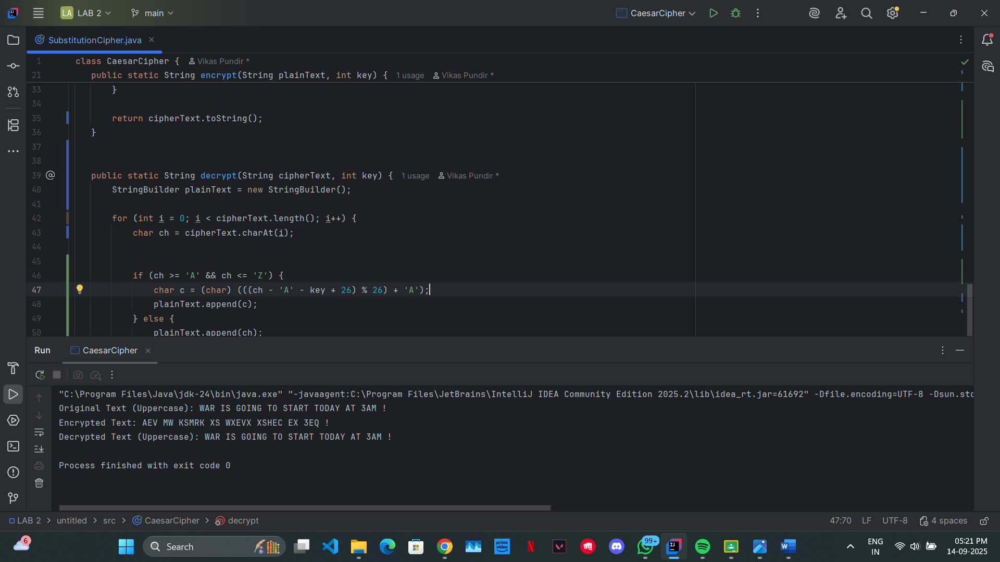 LA LAB 2 main CaesarCipher
SubstitutionCipher.java
1 class CaesarCipher { Vikas Pundir *
21 public static String encrypt(String plainText, int key) { 1 usage Vikas Pundir *
33 }
34
35 return cipherText.toString();
36 }
37
38
39 @ public static String decrypt(String cipherText, int key) { 1 usage Vikas Pundir *
40 StringBuilder plainText = new StringBuilder();
41
42 for (int i = 0; i < cipherText.length(); i++) {
43 char ch = cipherText.charAt(i);
44
45
46 if (ch >= 'A' && ch <= 'Z') {
47 char c = (char) (((ch - 'A' - key + 26) % 26) + 'A');
48 plainText.append(c);
49 } else {
50 plainText.append(ch);
Run CaesarCipher
"C:\Program Files\Java\jdk-24\bin\java.exe" "-javaagent:C:\Program Files\JetBrains\IntelliJ IDEA Community Edition 2025.2\lib\idea_rt.jar=61692" -Dfile.encoding=UTF-8 -Dsun.std
Original Text (Uppercase): WAR IS GOING TO START TODAY AT 3AM !
Encrypted Text: AEV MW KSMRK XS WXEVX XSHEC EX 3EQ !
Decrypted Text (Uppercase): WAR IS GOING TO START TODAY AT 3AM !
Process finished with exit code 0
LAB 2 > untitled > src > CaesarCipher > decrypt 47:70 LF UTF-8 4 spaces
6 Search prime video 99+ ENG IN 05:21 PM 14-09-2025